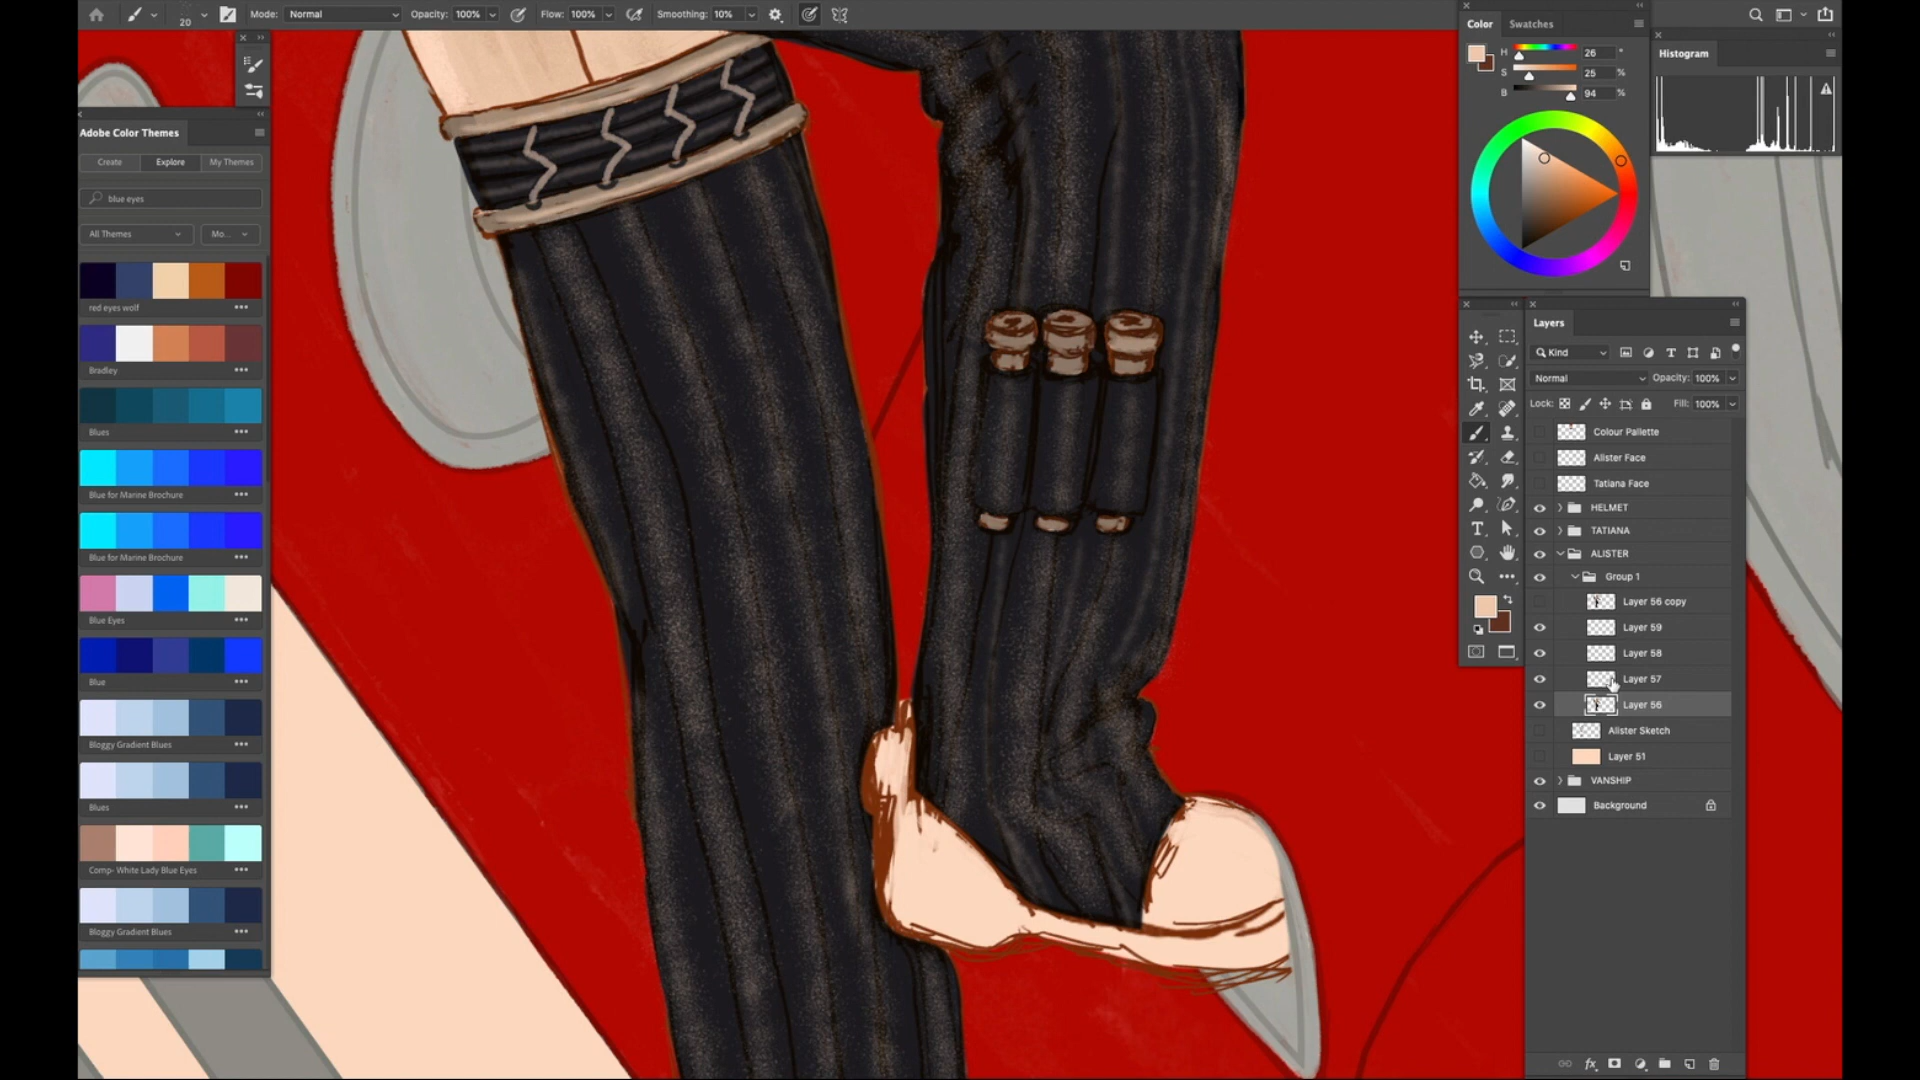 20
Mode: Normal
Opacity: 100%
Flow: 100%
Smoothing: 10%
Adobe Color Themes
Create Explore My Themes
blue eyes
All Themes Mo...
red eyes wolf
Bradley
Blues
Blue for Marine Brochure
Blue for Marine Brochure
Blue Eyes
Blue
Bloggy Gradient Blues
Blues
Comp- White Lady Blue Eyes
Bloggy Gradient Blues
Color Swatches
H 26 °
S 25 %
B 94 %
Histogram
Layers
Kind
Normal Opacity: 100%
Lock: Fill: 100%
Colour Pallette
Alister Face
Tatiana Face
HELMET
TATIANA
ALISTER
Group 1
Layer 56 copy
Layer 59
Layer 58
Layer 57
Layer 56
Alister Sketch
Layer 51
VANSHIP
Background